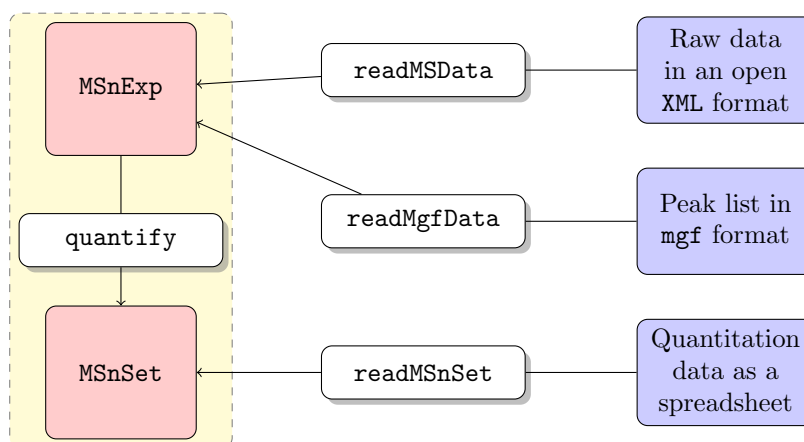 MSnExp
readMSData
Raw data
in an open
XML format
readMgfData
Peak list in
mgf format
quantify
MSnSet
readMSnSet
Quantitation
data as a
spreadsheet